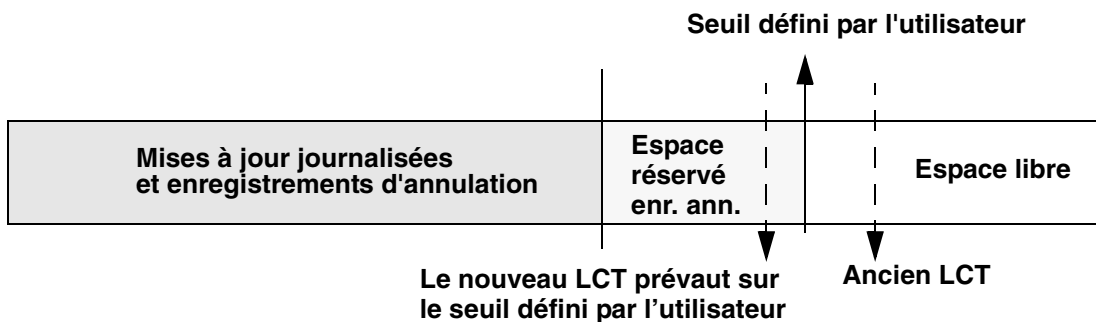 Seuil défini par l'utilisateur
Mises à jour journalisées
et enregistrements d'annulation
Espace
réservé
enr. ann.
Espace libre
Le nouveau LCT prévaut sur
le seuil défini par l’utilisateur
Ancien LCT